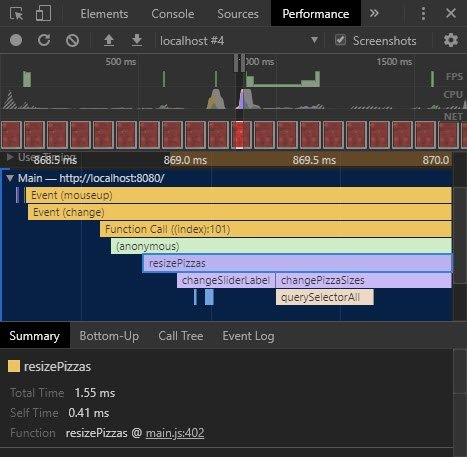 Elements Console Sources Performance »
localhost #4 Screenshots
500 ms 000 ms 1500 ms
FPS
CPU
NET
User Timing
868.5 ms 869.0 ms 869.5 ms 870.0
Main — http://localhost:8080/
Event (mouseup)
Event (change)
Function Call ((index):101)
(anonymous)
resizePizzas
changeSliderLabel changePizzaSizes
querySelectorAll
Summary Bottom-Up Call Tree Event Log
resizePizzas
Total Time 1.55 ms
Self Time 0.41 ms
Function resizePizzas @ main.js:402